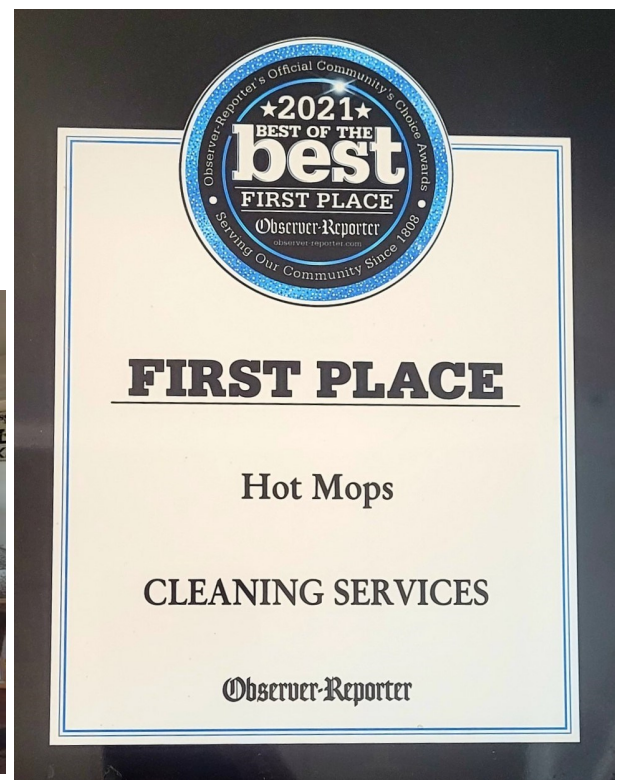 Observer-Reporter's Official Community's Choice Awards
★2021★
BEST OF THE
best
FIRST PLACE
Observer-Reporter
observer-reporter.com
Serving Our Community Since 1808
FIRST PLACE
Hot Mops
CLEANING SERVICES
Observer-Reporter